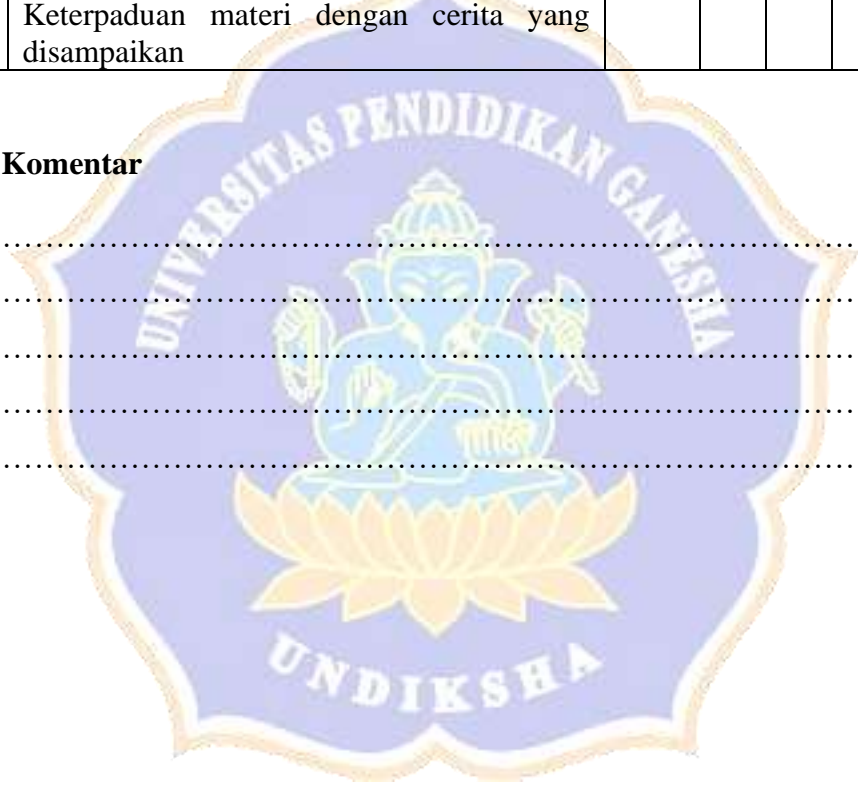 Keterpaduan materi dengan cerita yang
disampaikan
Komentar
……………………………………………………………………
……………………………………………………………………
……………………………………………………………………
……………………………………………………………………
……………………………………………………………………
UNIVERSITAS PENDIDIKAN GANESHA
UNDIKSHA